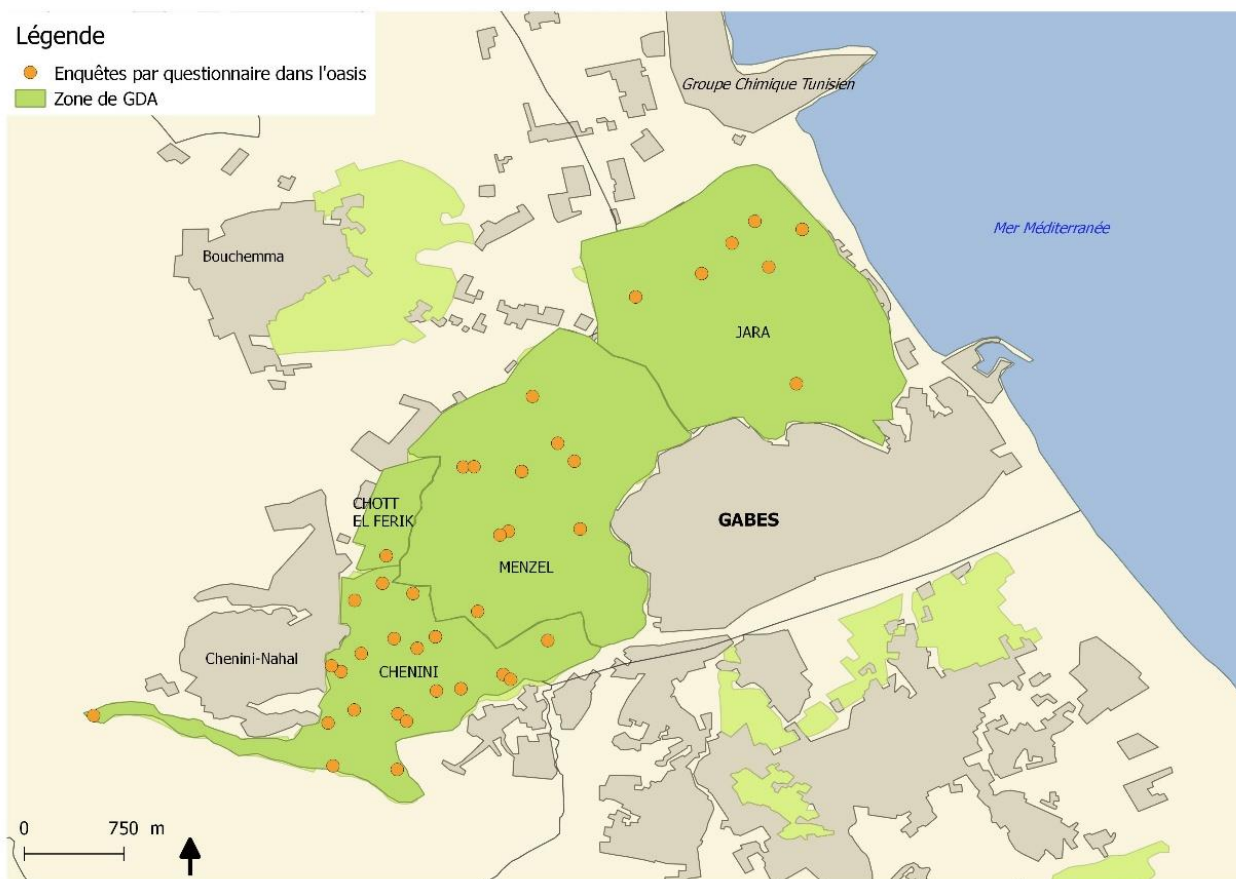 Légende
Enquêtes par questionnaire dans l'oasis
Zone de GDA
Groupe Chimique Tunisien
Mer Méditerranée
Bouchemma
JARA
CHOTT
EL FERIK
GABES
MENZEL
Chenini-Nahal
CHENINI
0 750 m